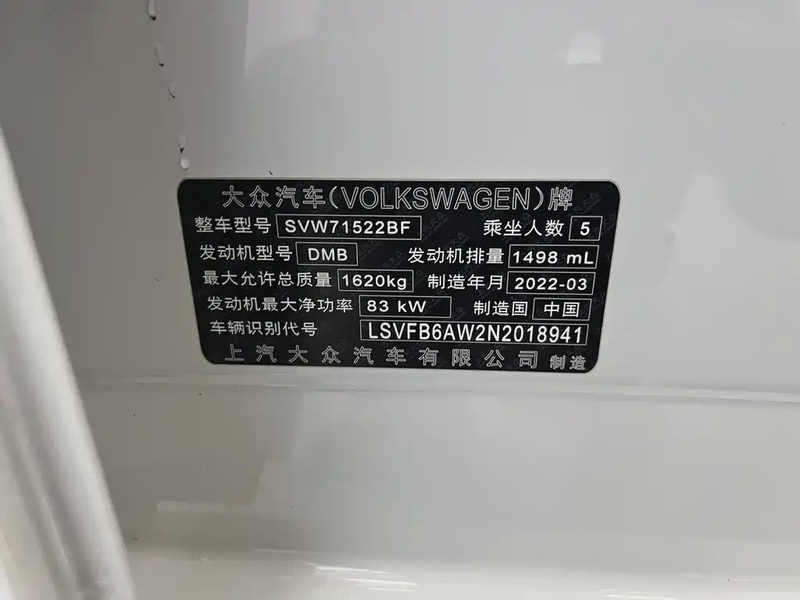 大众汽车(VOLKSWAGEN)牌
整车型号 SVW71522BF 乘坐人数 5
发动机型号 DMB 发动机排量 1498 mL
最大允许总质量 1620kg 制造年月 2022-03
发动机最大净功率 83 kW 制造国 中国
车辆识别代号 LSVFB6AW2N2018941
上汽大众汽车有限公司 制造